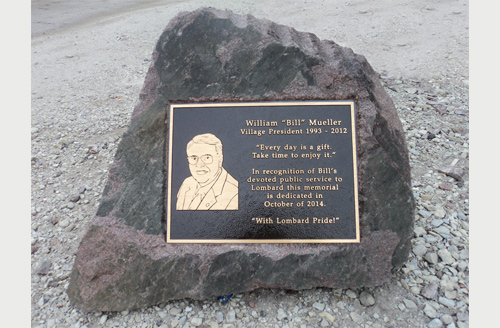 William "Bill" Mueller
Village President 1993 - 2012
"Every day is a gift.
Take time to enjoy it."
In recognition of Bill's
devoted public service to
Lombard this memorial
is dedicated in
October of 2014.
"With Lombard Pride!"